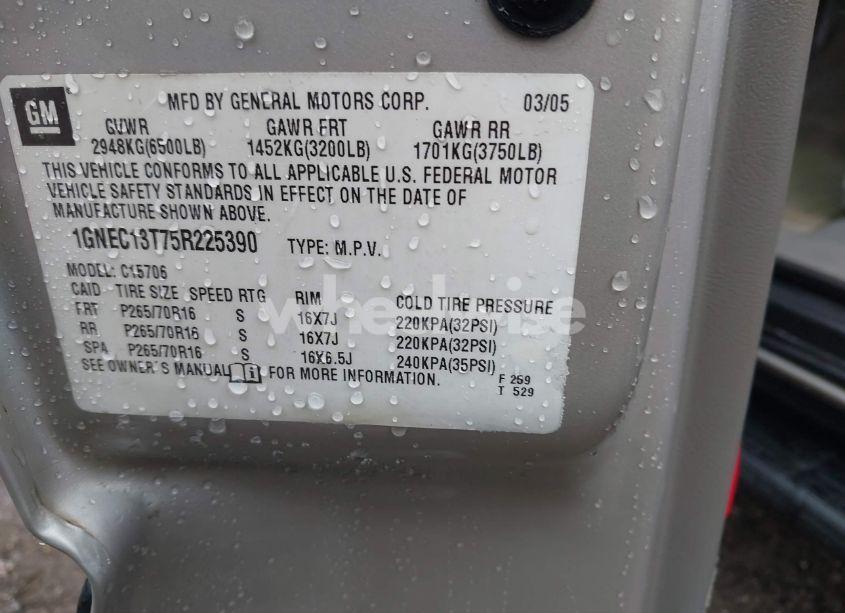 GM
MFD BY GENERAL MOTORS CORP. 03/05
GVWR GAWR FRT GAWR RR
2948KG(6500LB) 1452KG(3200LB) 1701KG(3750LB)
THIS VEHICLE CONFORMS TO ALL APPLICABLE U.S. FEDERAL MOTOR
VEHICLE SAFETY STANDARDS IN EFFECT ON THE DATE OF
MANUFACTURE SHOWN ABOVE.
1GNEC13T75R225390 TYPE: M.P.V.
MODEL: C15706
CAID TIRE SIZE SPEED RTG RIM COLD TIRE PRESSURE
FRT P265/70R16 S 16X7J 220KPA(32PSI)
RR P265/70R16 S 16X7J 220KPA(32PSI)
SPA P265/70R16 S 16X6.5J 240KPA(35PSI)
SEE OWNER'S MANUAL FOR MORE INFORMATION.
F 269
T 529